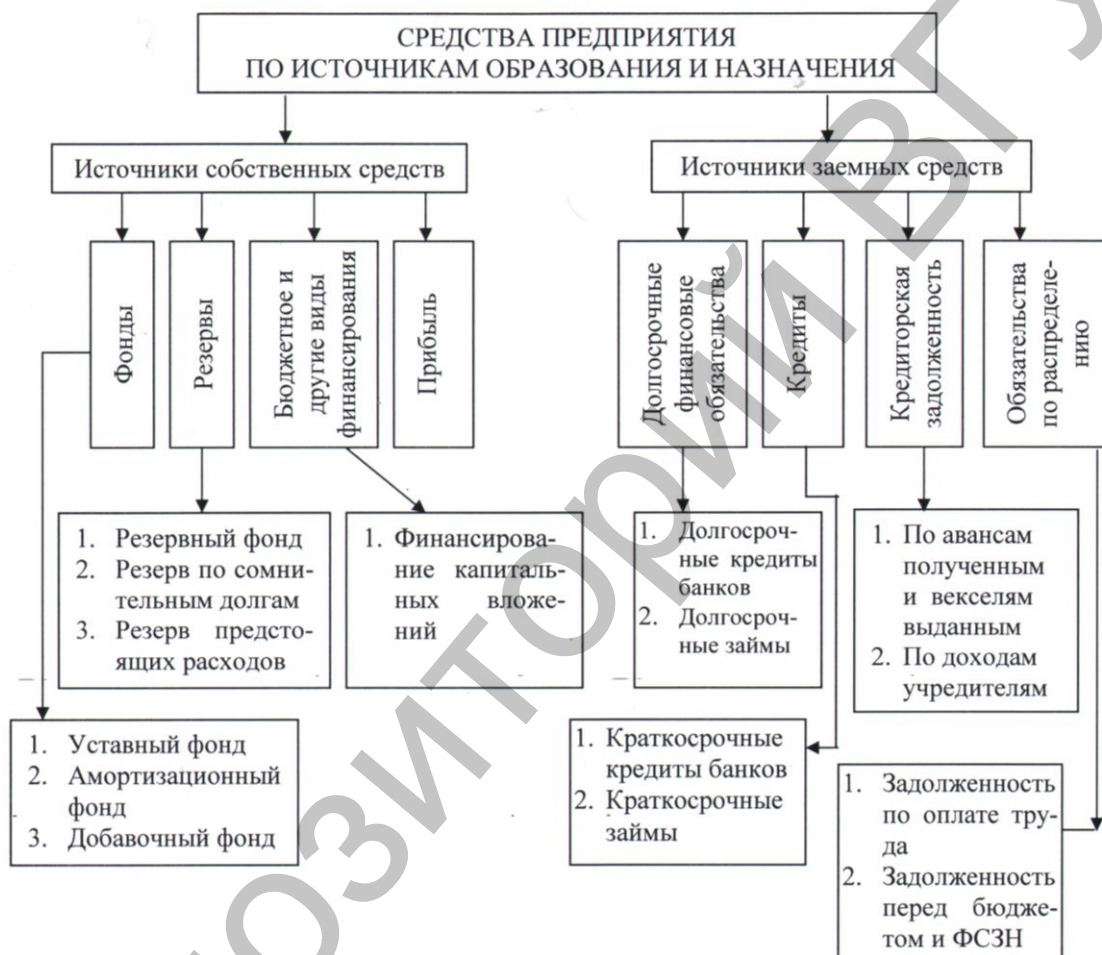 СРЕДСТВА ПРЕДПРИЯТИЯ
ПО ИСТОЧНИКАМ ОБРАЗОВАНИЯ И НАЗНАЧЕНИЯ
Источники собственных средств
Источники заемных средств
Фонды
Резервы
Бюджетное и
другие виды
финансирования
Прибыль
Долгосрочные
финансовые
обязательства
Кредиты
Кредиторская
задолженность
Обязательства
по распределе-
нию
1. Резервный фонд
2. Резерв по сомни-
тельным долгам
3. Резерв предсто-
ящих расходов
1. Финансирова-
ние капиталь-
ных вложе-
ний
1. Долгосроч-
ные кредиты
банков
2. Долгосроч-
ные займы
1. По авансам
полученным
и векселям
выданным
2. По доходам
учредителям
1. Уставный фонд
2. Амортизационный
фонд
3. Добавочный фонд
1. Краткосрочные
кредиты банков
2. Краткосрочные
займы
1. Задолженность
по оплате тру-
да
2. Задолженность
перед бюдже-
том и ФСЗН
ОЗИТОРИЙ ВГУ